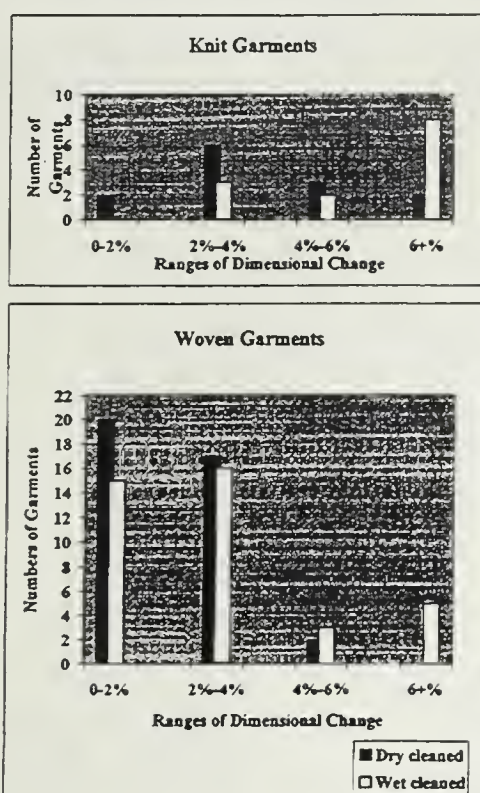 Knit Garments
Number of
Garments
10
8
6
4
2
0
0-2%
2%-4%
4%-6%
6+%
Ranges of Dimensional Change
Woven Garments
Numbers of Garments
22
20
18
16
14
12
10
8
6
4
2
0
0-2%
2%-4%
4%-6%
6+%
Ranges of Dimensional Change
Dry cleaned
Wet cleaned